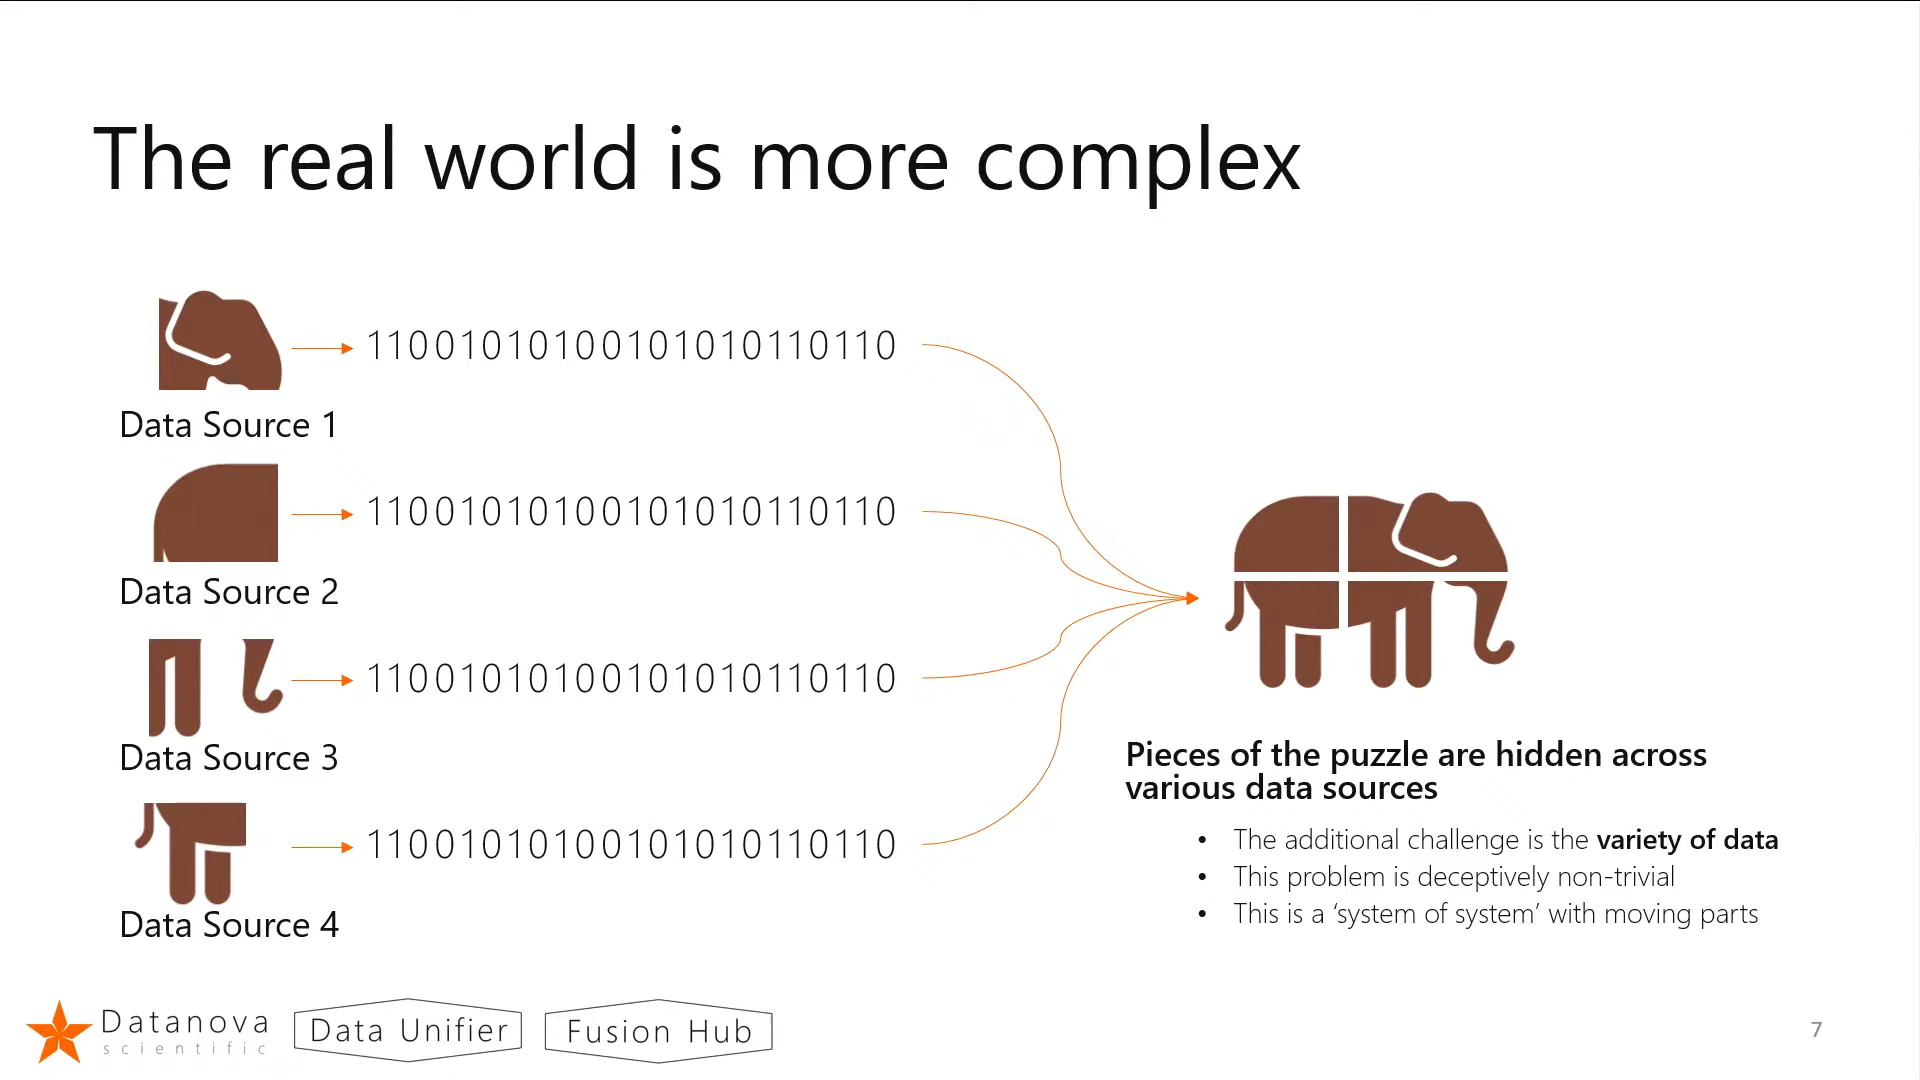 The real world is more complex
11001010100101010110110
Data Source 1
11001010100101010110110
Data Source 2
11001010100101010110110
Data Source 3
11001010100101010110110
Data Source 4
Pieces of the puzzle are hidden across
various data sources
• The additional challenge is the variety of data
• This problem is deceptively non-trivial
• This is a ‘system of system’ with moving parts
Datanova
scientific
Data Unifier
Fusion Hub
7